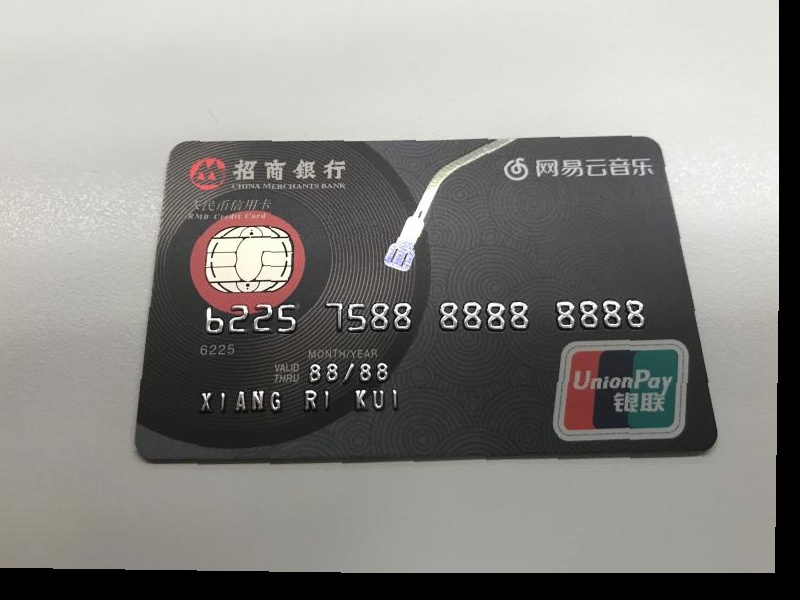 招商銀行
CHINA MERCHANTS BANK
网易云音乐
人民币信用卡
RMB Credit Card
6225 7588 8888 8888
6225
MONTH/YEAR
VALID THRU 88/88
XIANG RI KUI
UnionPay
银联